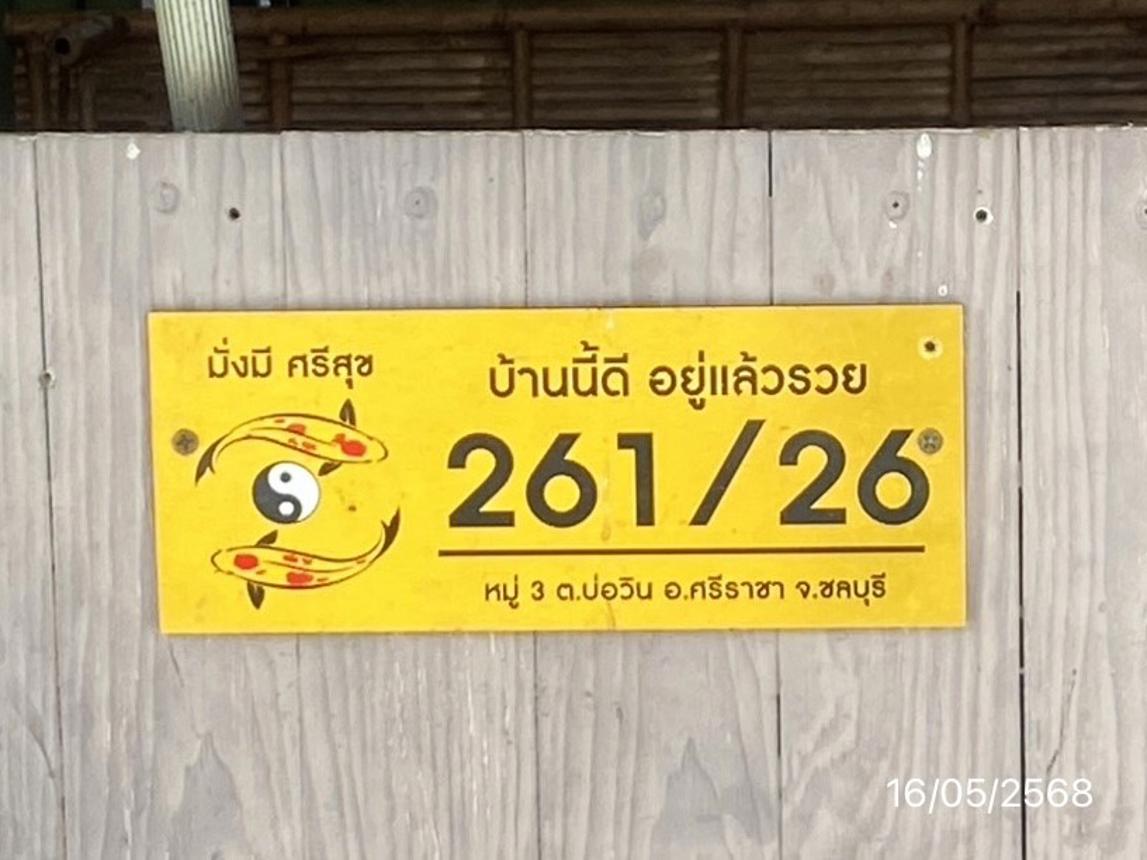 มั่งมี ศรีสุข
บ้านนี้ดี อยู่แล้วรวย
261/26
หมู่ 3 ต.บ่อวิน อ.ศรีราชา จ.ชลบุรี
16/05/2568